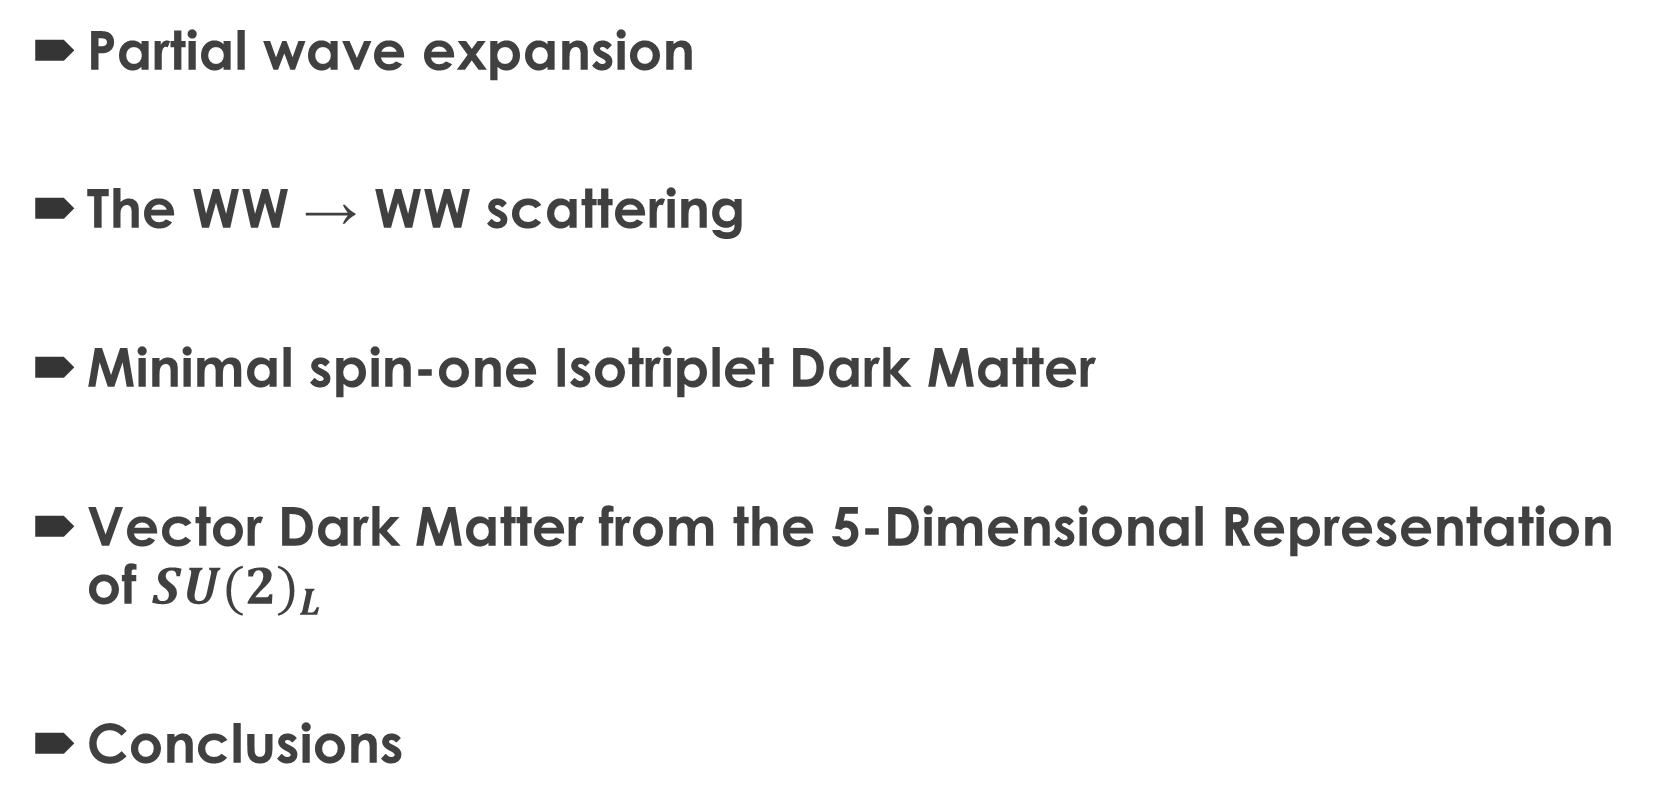 Partial wave expansion
The WW → WW scattering
Minimal spin-one Isotriplet Dark Matter
Vector Dark Matter from the 5-Dimensional Representation
of SU(2)_L
Conclusions